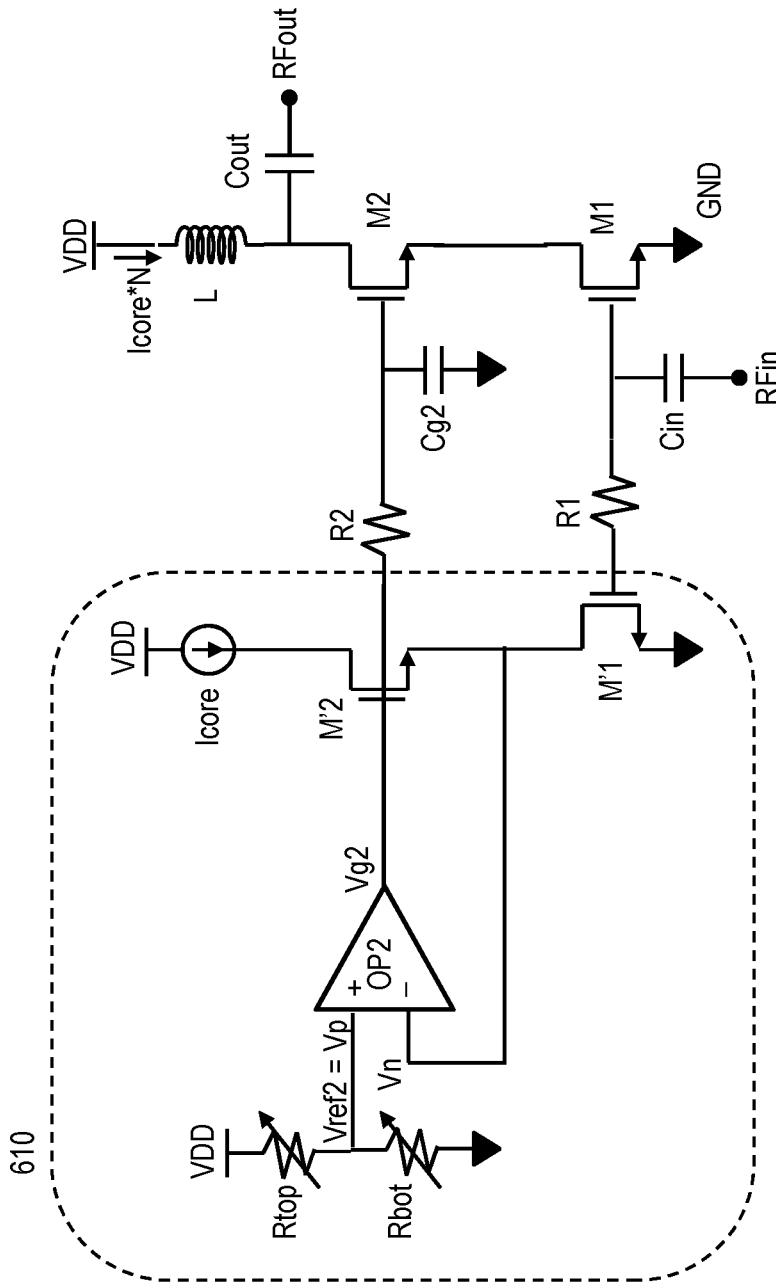 610
VDD
Rtop
Rbot
Vref2 = Vp
Vn
+
OP2
–
Vg2
VDD
Icore
M'2
M'1
R2
R1
Cg2
Cin
RFin
VDD
Icore*N
L
Cout
RFout
M2
M1
GND